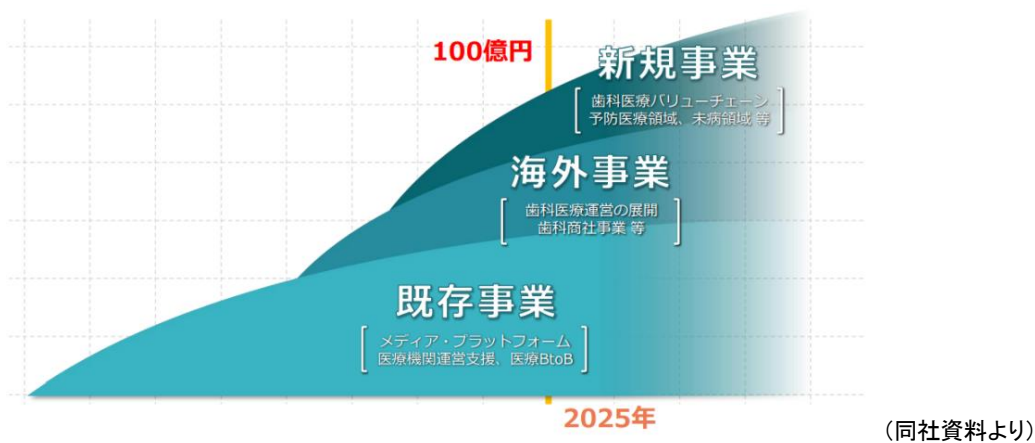 100億円
新規事業
[歯科医療バリューチェーン
予防医療領域、未病領域 等]
海外事業
[歯科医療運営の展開
歯科商社事業 等]
既存事業
[メディア・プラットフォーム
医療機関運営支援、医療BtoB]
2025年
(同社資料より)